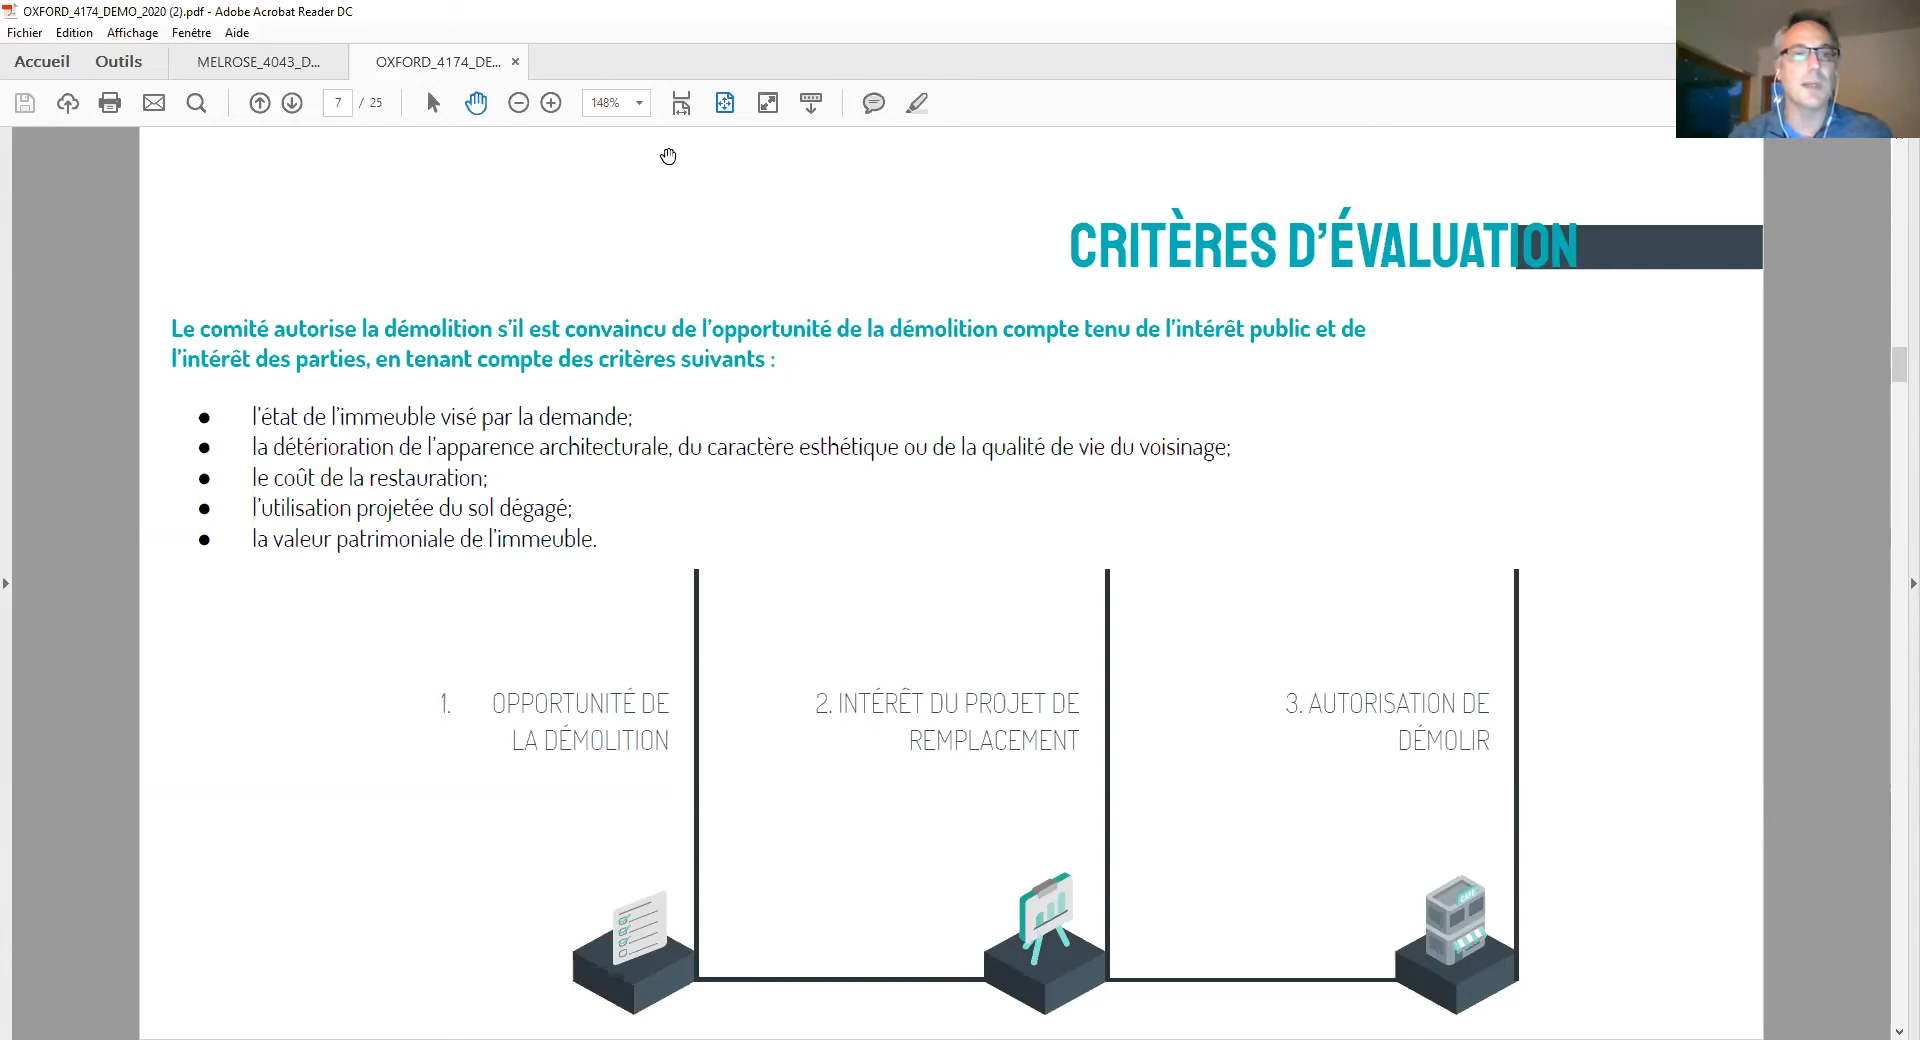 OXFORD_4174_DEMO_2020 (2).pdf - Adobe Acrobat Reader DC
Fichier Edition Affichage Fenêtre Aide
Accueil Outils MELROSE_4043_D... OXFORD_4174_DE... ×
7 / 25 148%
CRITÈRES D'ÉVALUATION
Le comité autorise la démolition s'il est convaincu de l'opportunité de la démolition compte tenu de l'intérêt public et de
l'intérêt des parties, en tenant compte des critères suivants :
● l'état de l'immeuble visé par la demande;
● la détérioration de l'apparence architecturale, du caractère esthétique ou de la qualité de vie du voisinage;
● le coût de la restauration;
● l'utilisation projetée du sol dégagé;
● la valeur patrimoniale de l'immeuble.
1. OPPORTUNITÉ DE
LA DÉMOLITION
2. INTÉRÊT DU PROJET DE
REMPLACEMENT
3. AUTORISATION DE
DÉMOLIR
CAFE